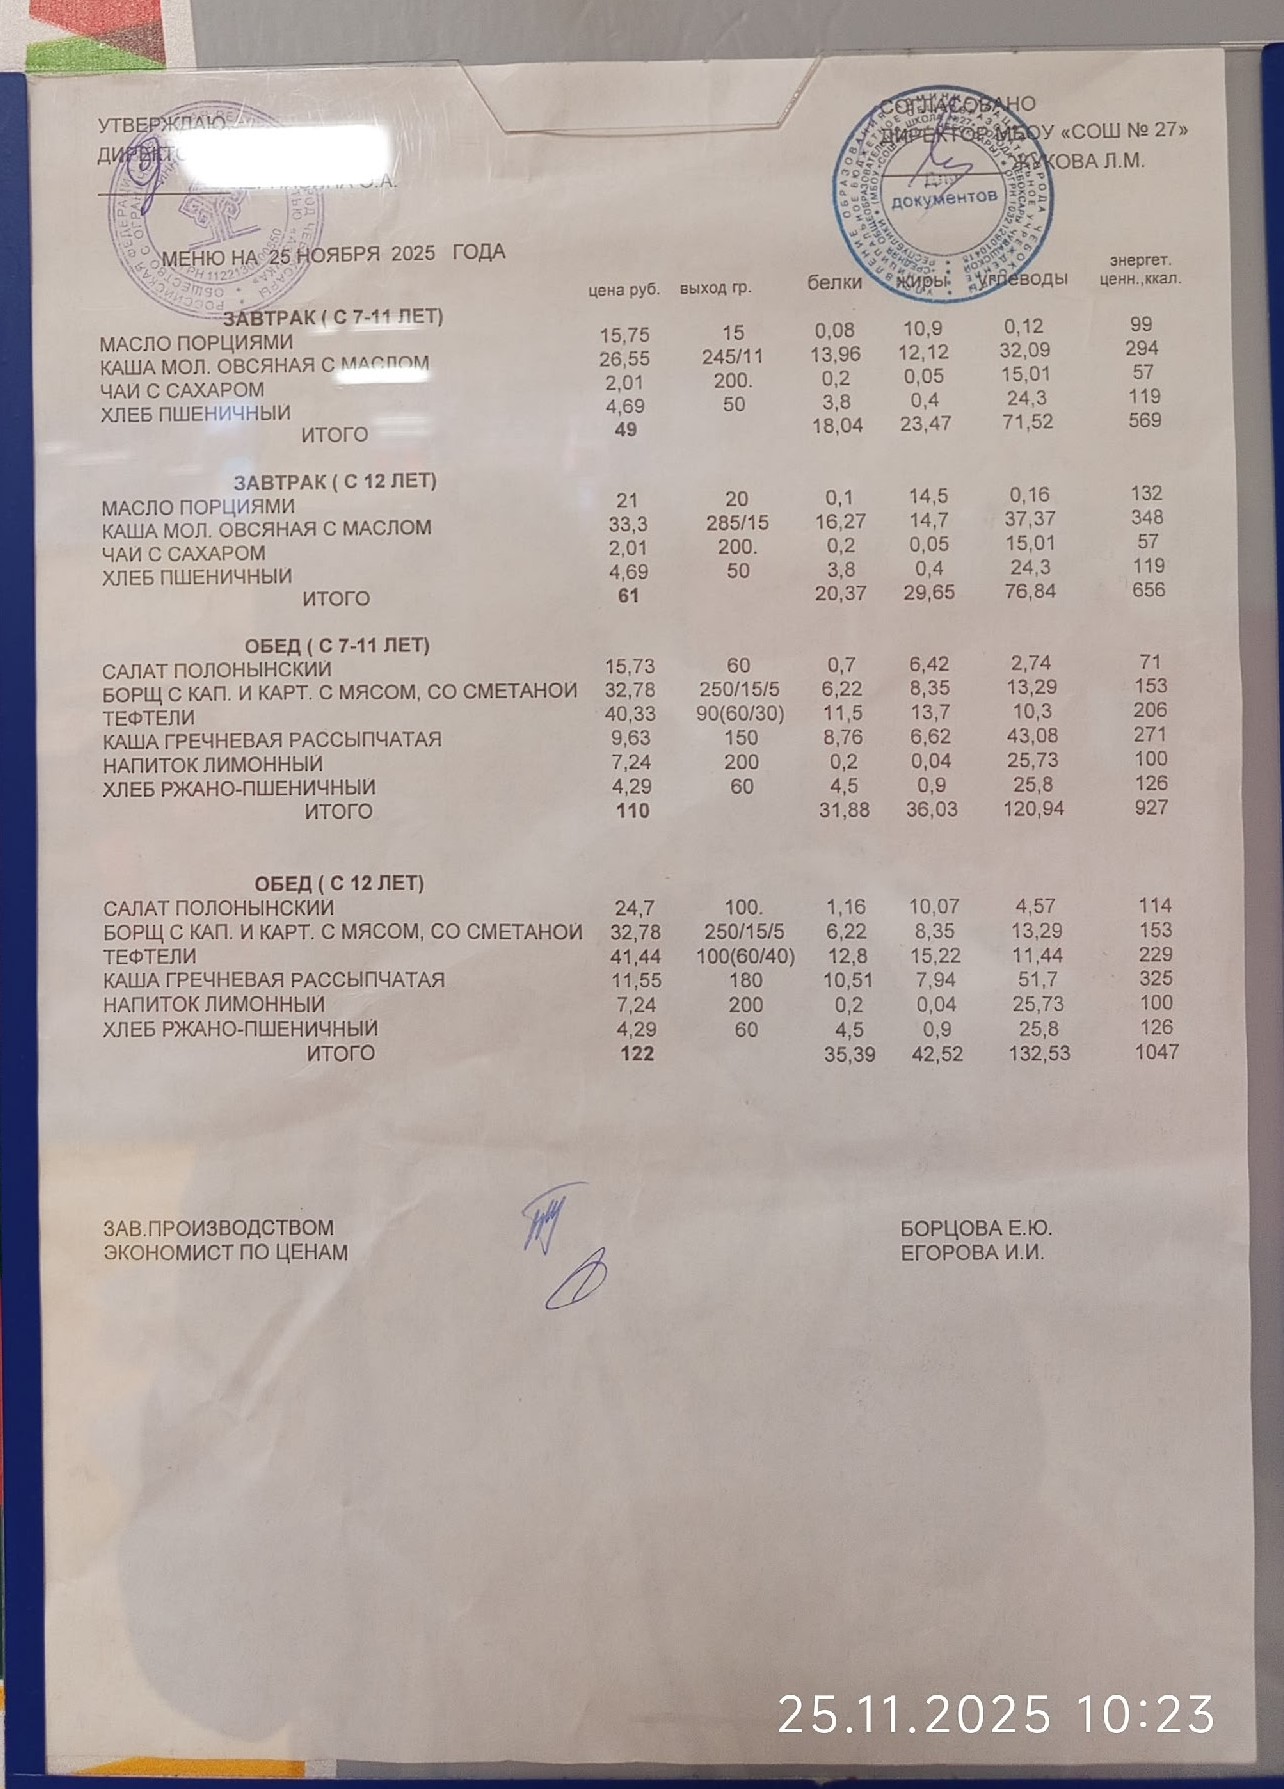 УТВЕРЖДАЮ
СОГЛАСОВАНО
ДИРЕКТОР МБОУ «СОШ № 27»
ЖУКОВА Л.М.
документов
МЕНЮ НА 25 НОЯБРЯ 2025 ГОДА
цена руб. выход гр. белки жиры углеводы энергет. ценн.,ккал.
ЗАВТРАК ( С 7-11 ЛЕТ)
МАСЛО ПОРЦИЯМИ 15,75 15 0,08 10,9 0,12 99
КАША МОЛ. ОВСЯНАЯ С МАСЛОМ 26,55 245/11 13,96 12,12 32,09 294
ЧАЙ С САХАРОМ 2,01 200. 0,2 0,05 15,01 57
ХЛЕБ ПШЕНИЧНЫЙ 4,69 50 3,8 0,4 24,3 119
ИТОГО 49 18,04 23,47 71,52 569
ЗАВТРАК ( С 12 ЛЕТ)
МАСЛО ПОРЦИЯМИ 21 20 0,1 14,5 0,16 132
КАША МОЛ. ОВСЯНАЯ С МАСЛОМ 33,3 285/15 16,27 14,7 37,37 348
ЧАЙ С САХАРОМ 2,01 200. 0,2 0,05 15,01 57
ХЛЕБ ПШЕНИЧНЫЙ 4,69 50 3,8 0,4 24,3 119
ИТОГО 61 20,37 29,65 76,84 656
ОБЕД ( С 7-11 ЛЕТ)
САЛАТ ПОЛОНЫНСКИЙ 15,73 60 0,7 6,42 2,74 71
БОРЩ С КАП. И КАРТ. С МЯСОМ, СО СМЕТАНОЙ 32,78 250/15/5 6,22 8,35 13,29 153
ТЕФТЕЛИ 40,33 90(60/30) 11,5 13,7 10,3 206
КАША ГРЕЧНЕВАЯ РАССЫПЧАТАЯ 9,63 150 8,76 6,62 43,08 271
НАПИТОК ЛИМОННЫЙ 7,24 200 0,2 0,04 25,73 100
ХЛЕБ РЖАНО-ПШЕНИЧНЫЙ 4,29 60 4,5 0,9 25,8 126
ИТОГО 110 31,88 36,03 120,94 927
ОБЕД ( С 12 ЛЕТ)
САЛАТ ПОЛОНЫНСКИЙ 24,7 100. 1,16 10,07 4,57 114
БОРЩ С КАП. И КАРТ. С МЯСОМ, СО СМЕТАНОЙ 32,78 250/15/5 6,22 8,35 13,29 153
ТЕФТЕЛИ 41,44 100(60/40) 12,8 15,22 11,44 229
КАША ГРЕЧНЕВАЯ РАССЫПЧАТАЯ 11,55 180 10,51 7,94 51,7 325
НАПИТОК ЛИМОННЫЙ 7,24 200 0,2 0,04 25,73 100
ХЛЕБ РЖАНО-ПШЕНИЧНЫЙ 4,29 60 4,5 0,9 25,8 126
ИТОГО 122 35,39 42,52 132,53 1047
ЗАВ.ПРОИЗВОДСТВОМ БОРЦОВА Е.Ю.
ЭКОНОМИСТ ПО ЦЕНАМ ЕГОРОВА И.И.
25.11.2025 10:23